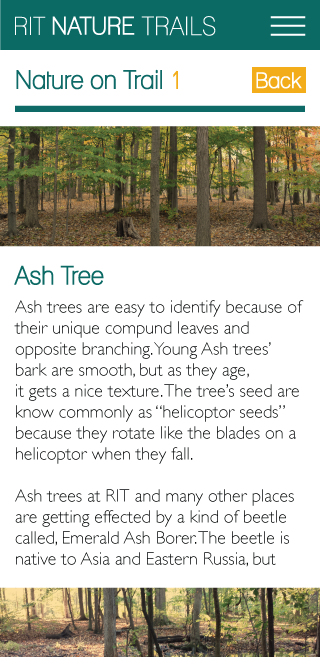 RIT NATURE TRAILS
Nature on Trail 1
Back
Ash Tree
Ash trees are easy to identify because of
their unique compund leaves and
opposite branching. Young Ash trees’
bark are smooth, but as they age,
it gets a nice texture. The tree’s seed are
know commonly as “helicoptor seeds”
because they rotate like the blades on a
helicoptor when they fall.
Ash trees at RIT and many other places
are getting effected by a kind of beetle
called, Emerald Ash Borer. The beetle is
native to Asia and Eastern Russia, but